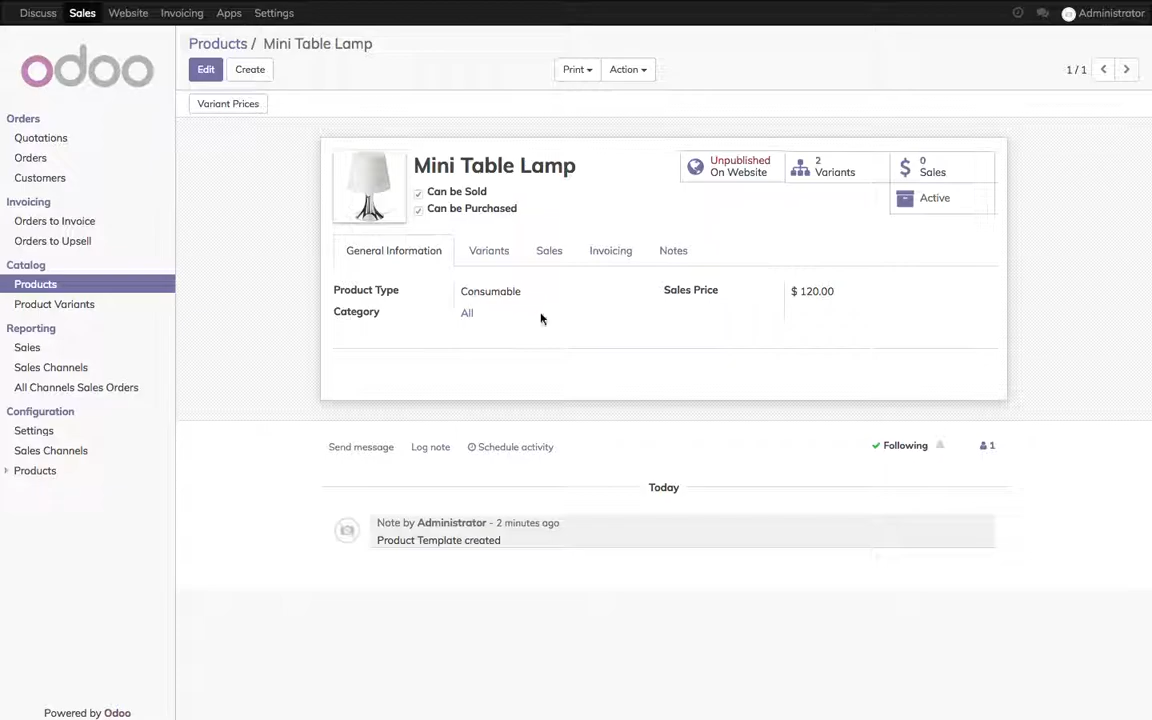 Discuss Sales Website Invoicing Apps Settings Administrator
odoo
Products / Mini Table Lamp
Edit Create Print Action 1 / 1
Variant Prices
Orders
Quotations
Orders
Customers
Invoicing
Orders to Invoice
Orders to Upsell
Catalog
Products
Product Variants
Reporting
Sales
Sales Channels
All Channels Sales Orders
Configuration
Settings
Sales Channels
Products
Powered by Odoo
Mini Table Lamp
Can be Sold
Can be Purchased
Unpublished
On Website
2
Variants
0
Sales
Active
General Information Variants Sales Invoicing Notes
Product Type Consumable Sales Price $ 120.00
Category All
Send message Log note Schedule activity Following 1
Today
Note by Administrator - 2 minutes ago
Product Template created